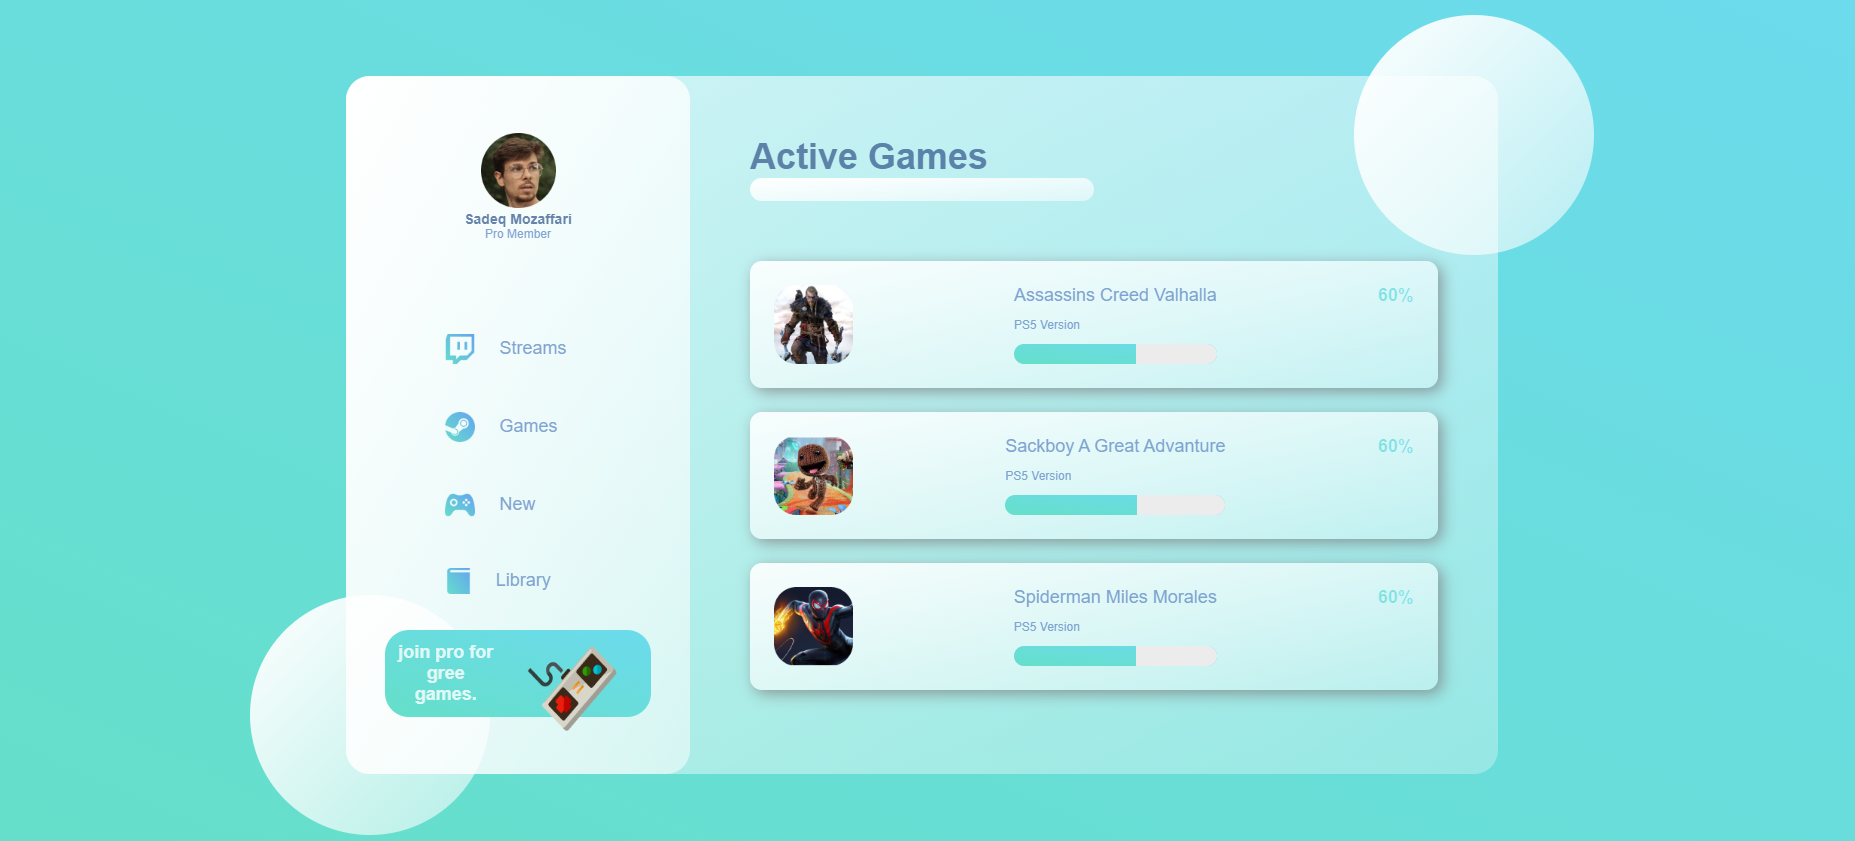 Sadeq Mozaffari
Pro Member
Streams
Games
New
Library
join pro for
gree
games.
Active Games
Assassins Creed Valhalla
60%
PS5 Version
Sackboy A Great Advanture
60%
PS5 Version
Spiderman Miles Morales
60%
PS5 Version